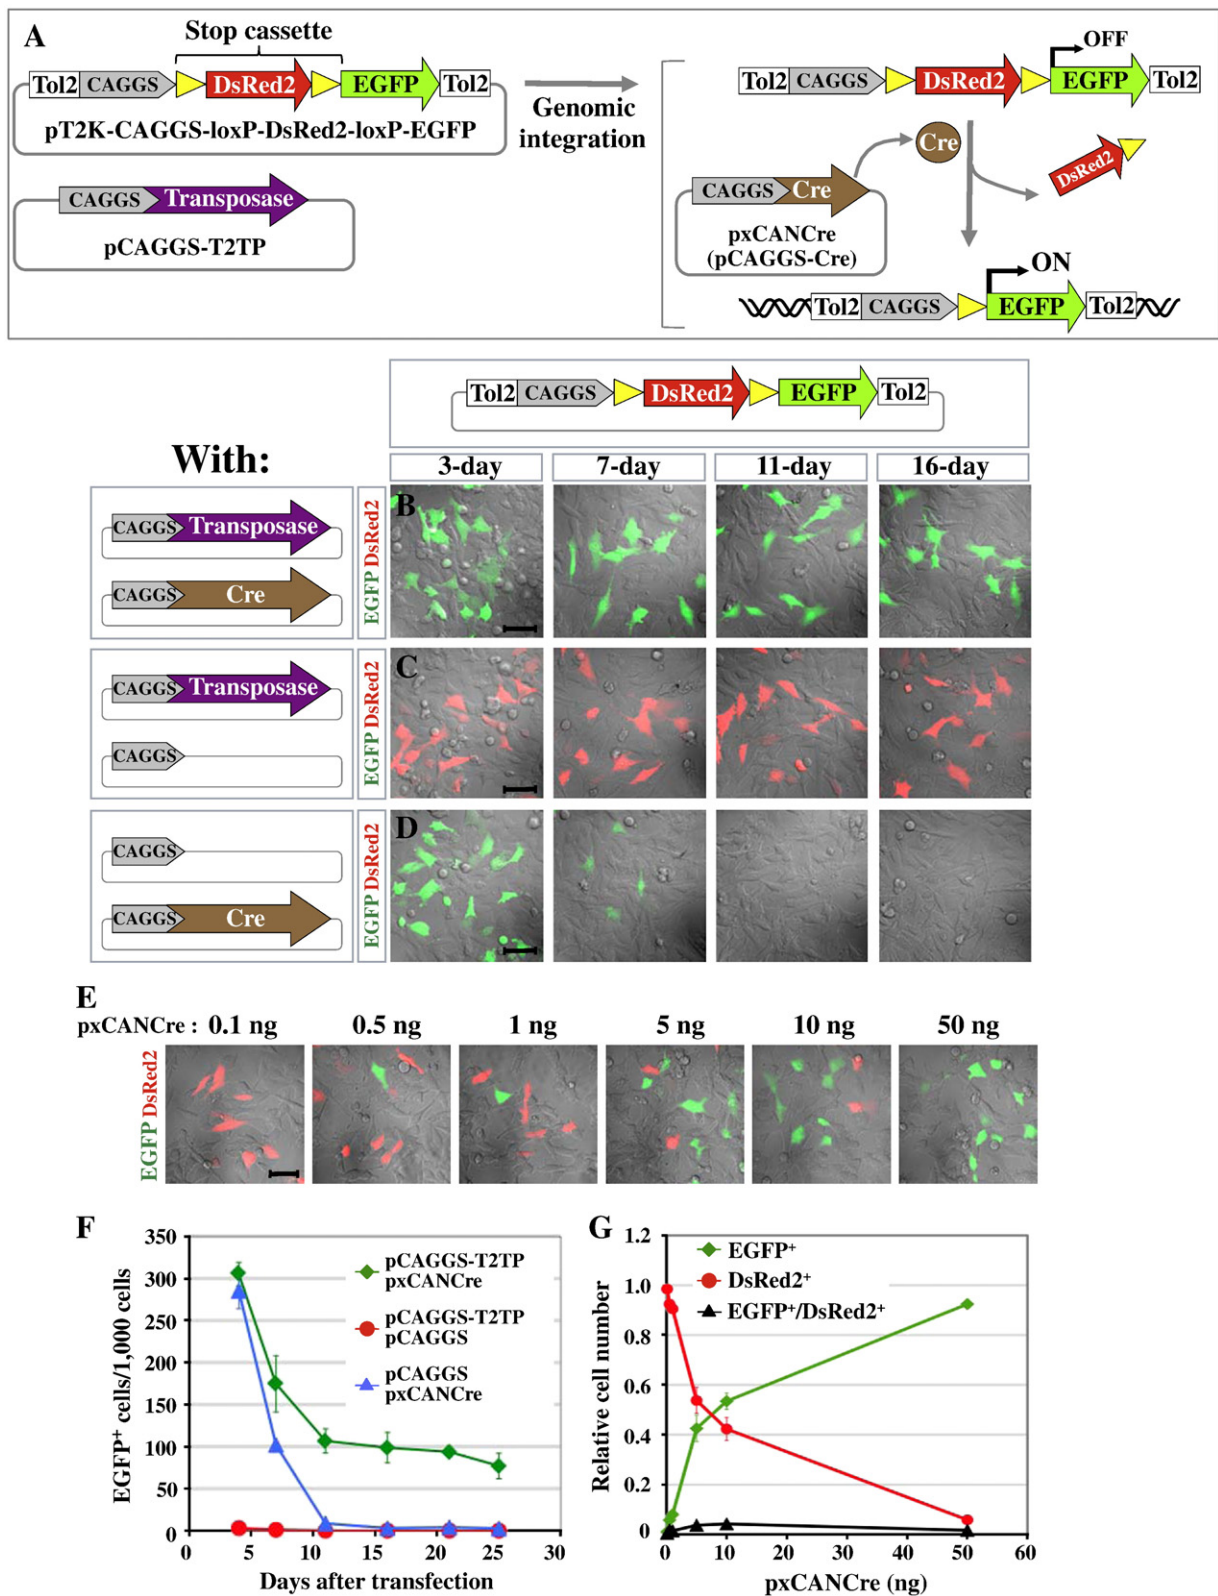 A
Stop cassette
Tol2 CAGGS DsRed2 EGFP Tol2
pT2K-CAGGS-loxP-DsRed2-loxP-EGFP
CAGGS Transposase
pCAGGS-T2TP
Genomic
integration
OFF
Tol2 CAGGS DsRed2 EGFP Tol2
Cre
DsRed2
CAGGS Cre
pxCANCre
(pCAGGS-Cre)
ON
Tol2 CAGGS EGFP Tol2
Tol2 CAGGS DsRed2 EGFP Tol2
With:
3-day 7-day 11-day 16-day
CAGGS Transposase
CAGGS Cre
EGFP DsRed2
B
CAGGS Transposase
CAGGS
EGFP DsRed2
C
CAGGS
CAGGS Cre
EGFP DsRed2
D
E
pxCANCre : 0.1 ng 0.5 ng 1 ng 5 ng 10 ng 50 ng
EGFP DsRed2
F
EGFP+ cells/1,000 cells
350
300
250
200
150
100
50
0
0 5 10 15 20 25 30
Days after transfection
pCAGGS-T2TP
pxCANCre
pCAGGS-T2TP
pCAGGS
pCAGGS
pxCANCre
G
Relative cell number
1.2
1.0
0.8
0.6
0.4
0.2
0
0 10 20 30 40 50 60
pxCANCre (ng)
EGFP+
DsRed2+
EGFP+/DsRed2+